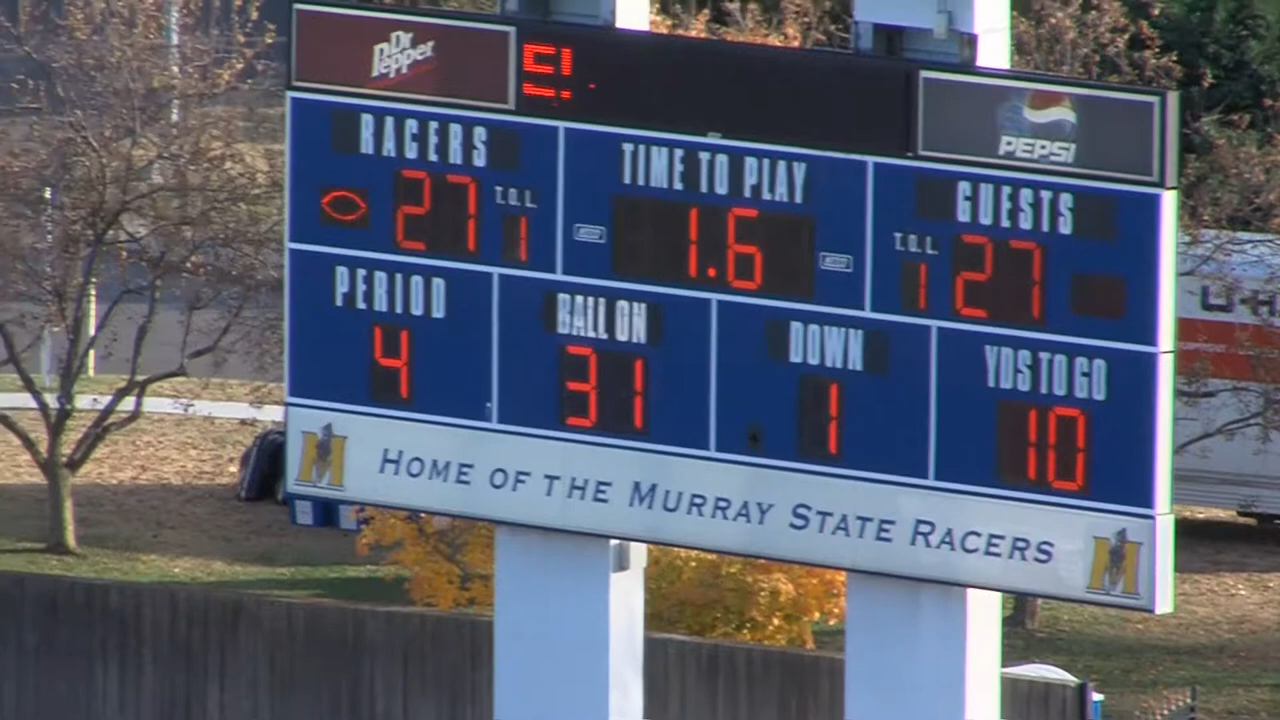 Dr Pepper
PEPSI
RACERS TIME TO PLAY GUESTS
27 T.O.L. 1 1.6 T.O.L. 1 27
PERIOD BALL ON DOWN YDS TO GO
4 31 1 10
M HOME OF THE MURRAY STATE RACERS M
U-H